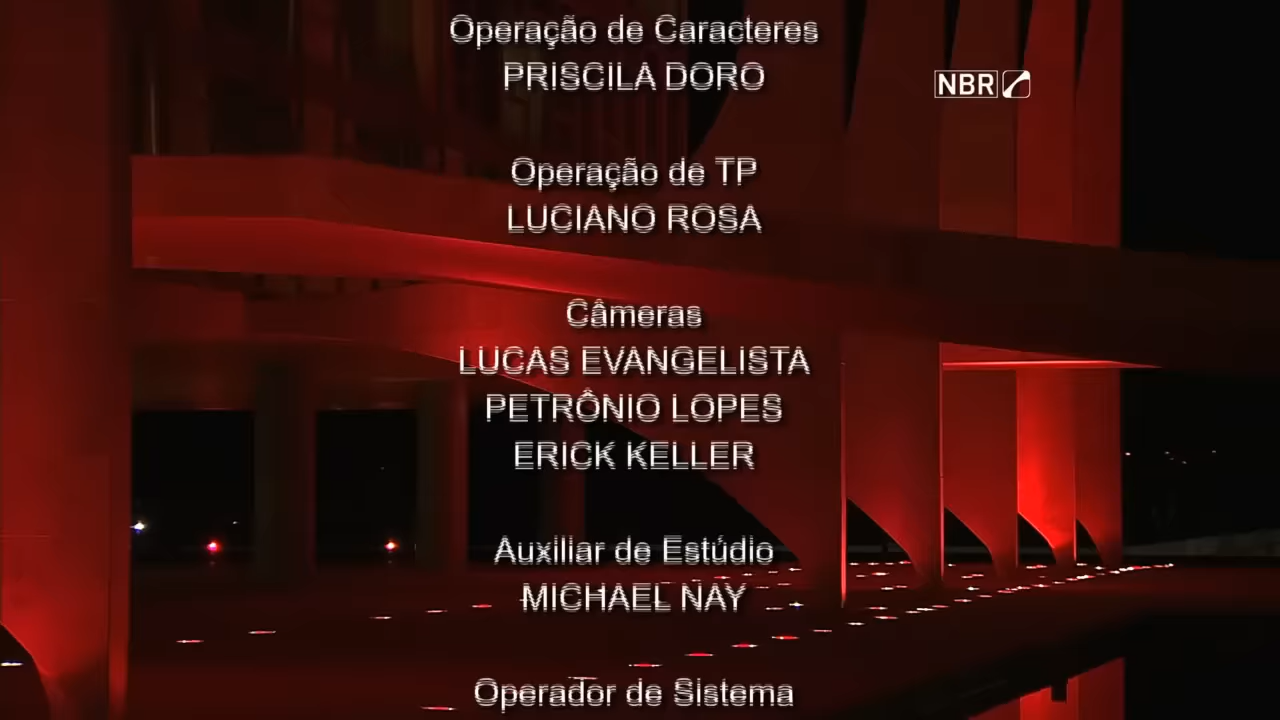 Operação de Caracteres
PRISCILA DORO
NBR
Operação de TP
LUCIANO ROSA
Câmeras
LUCAS EVANGELISTA
PETRÔNIO LOPES
ERICK KELLER
Auxiliar de Estúdio
MICHAEL NAY
Operador de Sistema